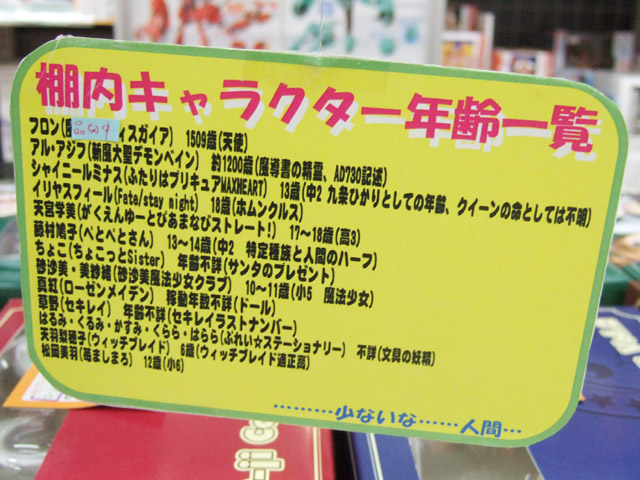 棚内キャラクター年齢一覧
フロン(ィスガイア) 1509歳(天使)
品切中
アル・アジフ(斬魔大聖デモンベイン) 約1200歳(魔導書の精霊、AD730記述)
シャイニールミナス(ふたりはプリキュアMAXHEART) 13歳(中2 九条ひかりとしての年齢、クイーンの命としては不明)
イリヤスフィール(Fate/stay night) 18歳(ホムンクルス)
天宮学美(がくえんゆーとぴあまなびストレート!) 17～18歳(高3)
藤村鳩子(ぺとぺとさん) 13～14歳(中2 特定種族と人間のハーフ)
ちょこ(ちょこっとSister) 年齢不詳(サンタのプレゼント)
砂沙美・美紗緒(砂沙美魔法少女クラブ) 10～11歳(小5 魔法少女)
真紅(ローゼンメイデン) 稼動年数不詳(ドール)
草野(セキレイ) 年齢不詳(セキレイラストナンバー)
はるみ・くるみ・かすみ・くらら・はらら(ぷれい☆ステーショナリー) 不詳(文具の妖精)
天羽梨穂子(ウィッチブレイド) 6歳(ウィッチブレイド適正高)
松岡美羽(苺ましまろ) 12歳(小6)
………少ないな……人間…